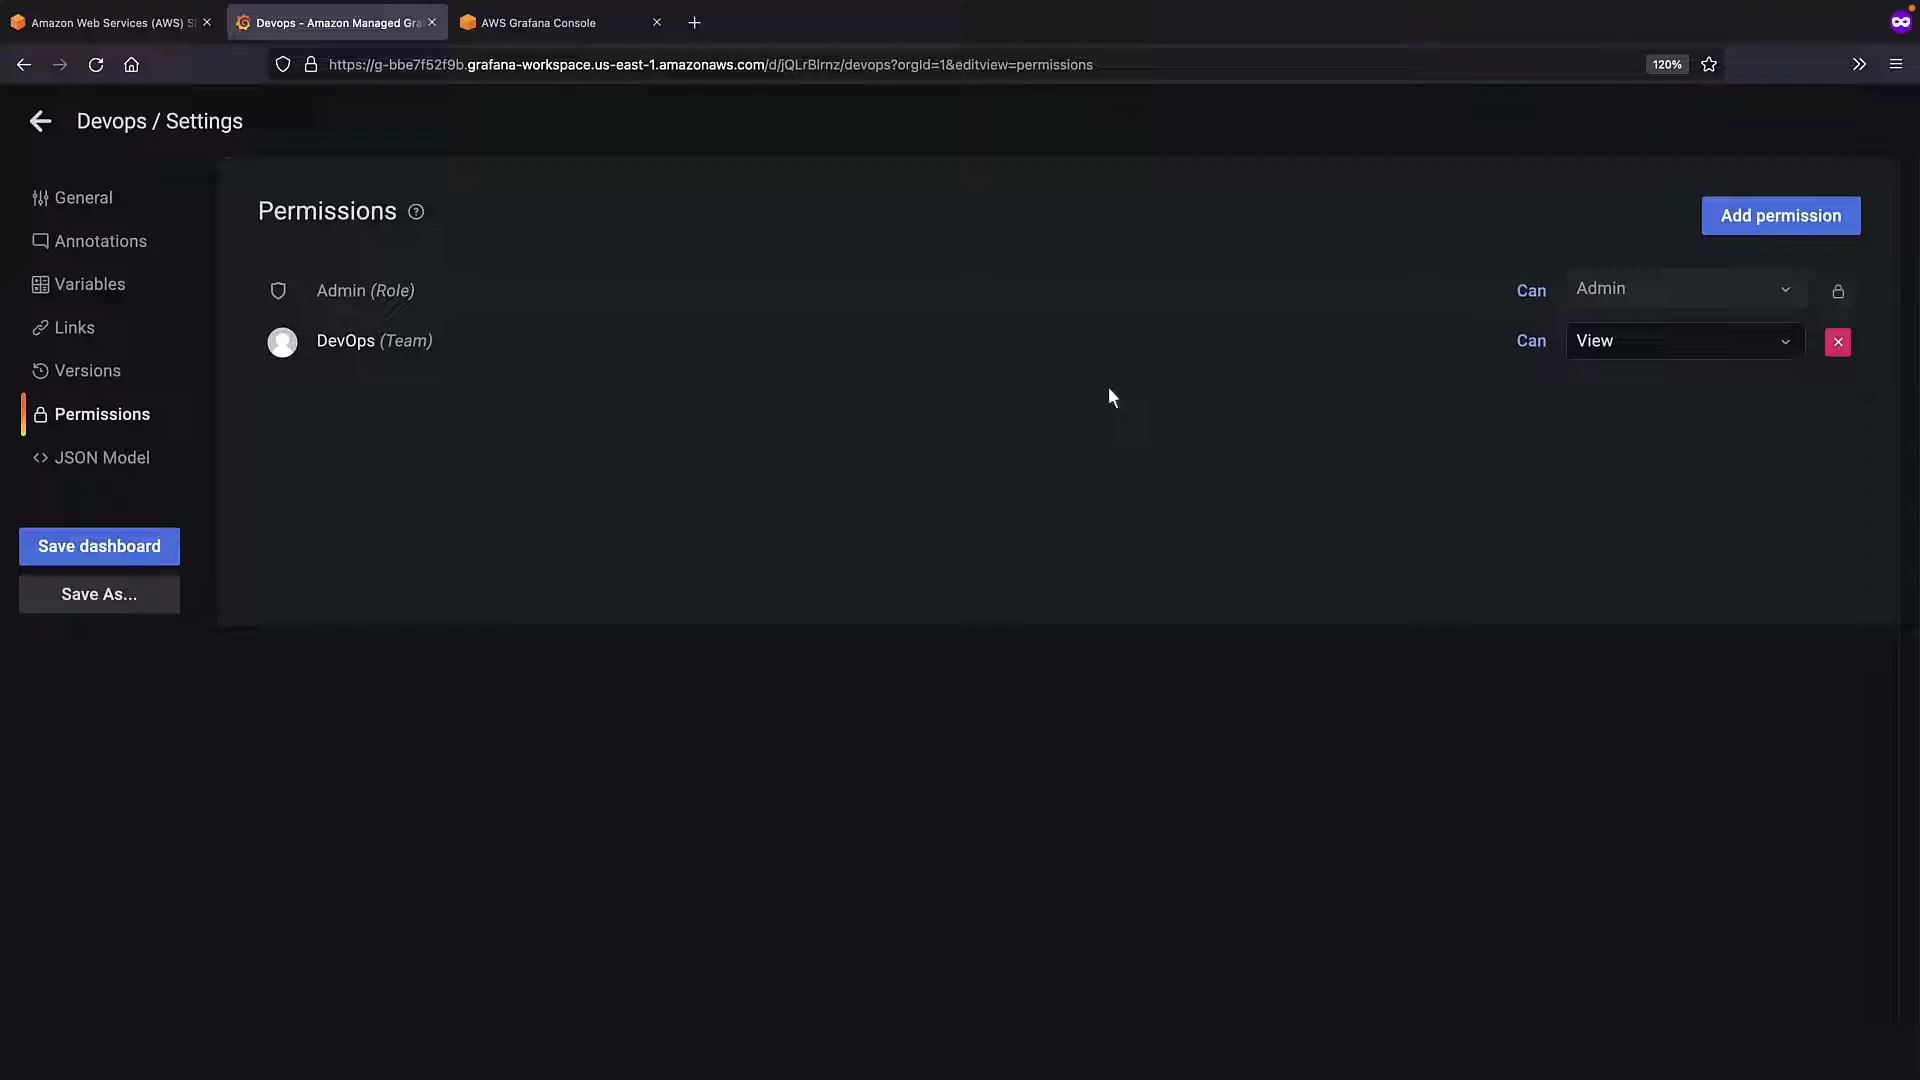 Amazon Web Services (AWS) S
Devops - Amazon Managed Gra
AWS Grafana Console
https://g-bbe7f52f9b.grafana-workspace.us-east-1.amazonaws.com/d/jQLrBlrnz/devops?orgId=1&editview=permissions
120%
Devops / Settings
General
Annotations
Variables
Links
Versions
Permissions
JSON Model
Save dashboard
Save As...
Permissions
Add permission
Admin (Role)
Can
Admin
DevOps (Team)
Can
View